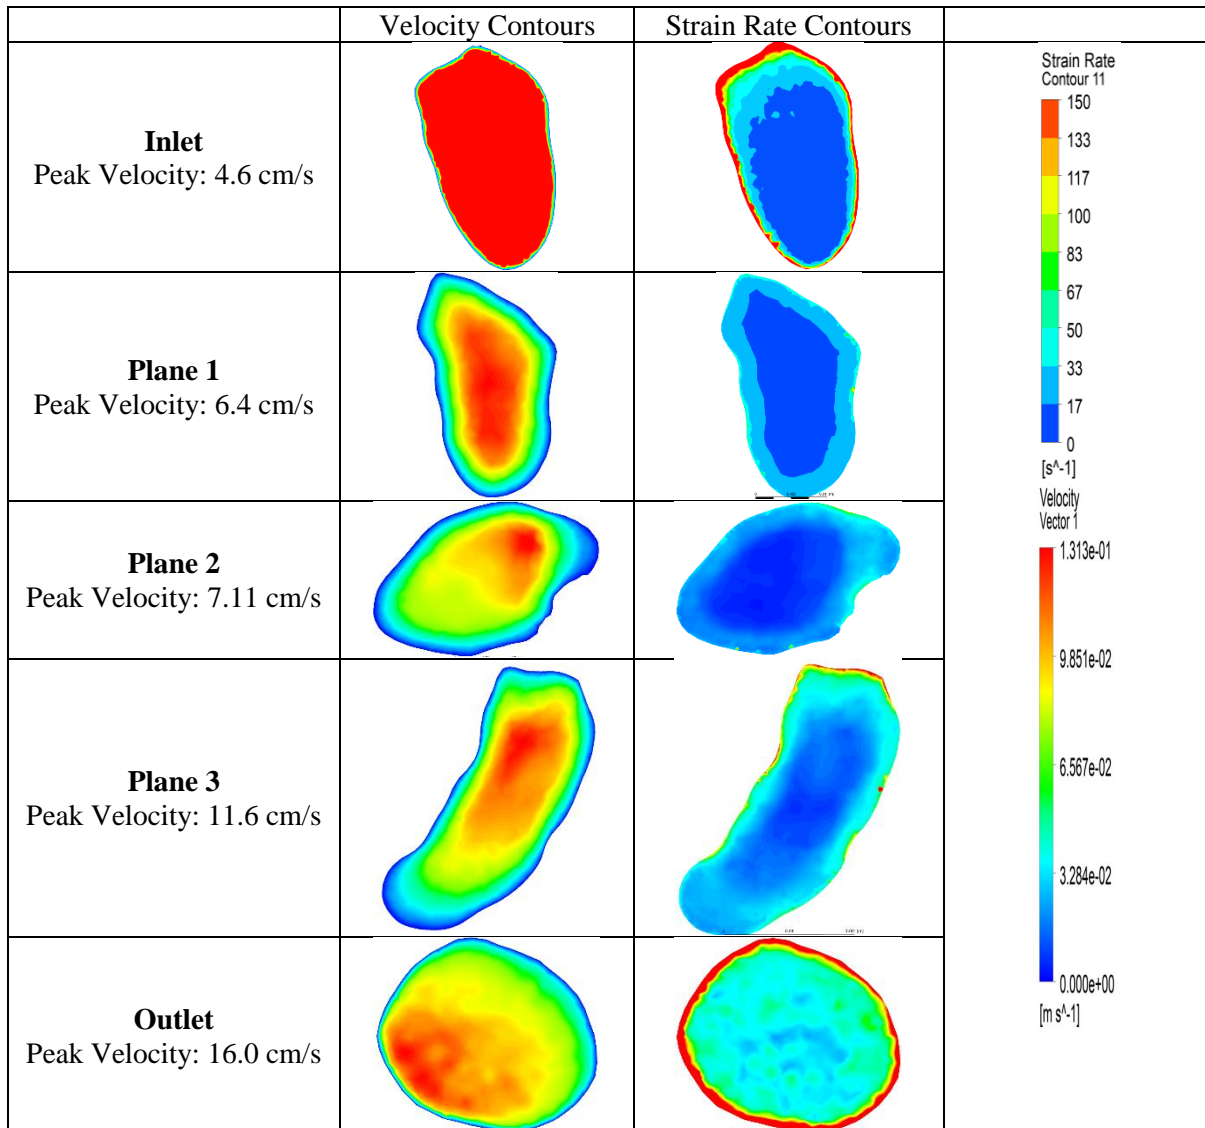 Velocity Contours
Strain Rate Contours
Inlet
Peak Velocity: 4.6 cm/s
Plane 1
Peak Velocity: 6.4 cm/s
Plane 2
Peak Velocity: 7.11 cm/s
Plane 3
Peak Velocity: 11.6 cm/s
Outlet
Peak Velocity: 16.0 cm/s
Strain Rate
Contour 11
150
133
117
100
83
67
50
33
17
0
[s^-1]
Velocity
Vector 1
1.313e-01
9.851e-02
6.567e-02
3.284e-02
0.000e+00
[m s^-1]